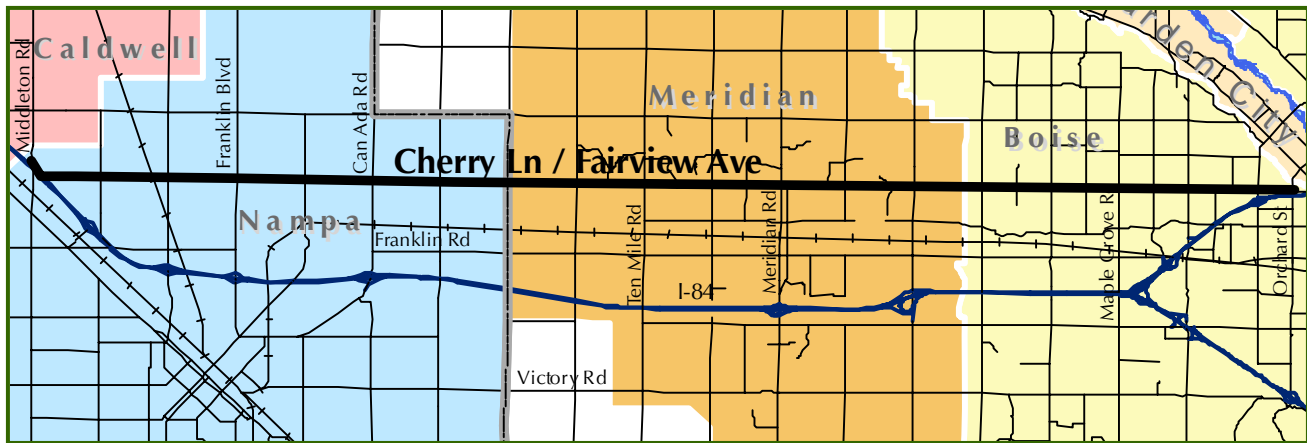 Caldwell
Middleton Rd
Franklin Blvd
Can Ada Rd
Meridian
Boise
Garden City
Cherry Ln / Fairview Ave
Nampa
Franklin Rd
Ten Mile Rd
Meridian Rd
Maple Grove R
Orchard St
I-84
Victory Rd